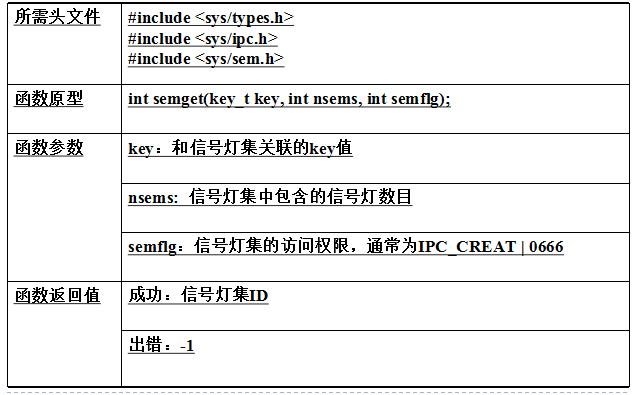 所需头文件
#include <sys/types.h>
#include <sys/ipc.h>
#include <sys/sem.h>
函数原型
int semget(key_t key, int nsems, int semflg);
函数参数
key：和信号灯集关联的key值
nsems: 信号灯集中包含的信号灯数目
semflg：信号灯集的访问权限，通常为IPC_CREAT | 0666
函数返回值
成功：信号灯集ID
出错：-1